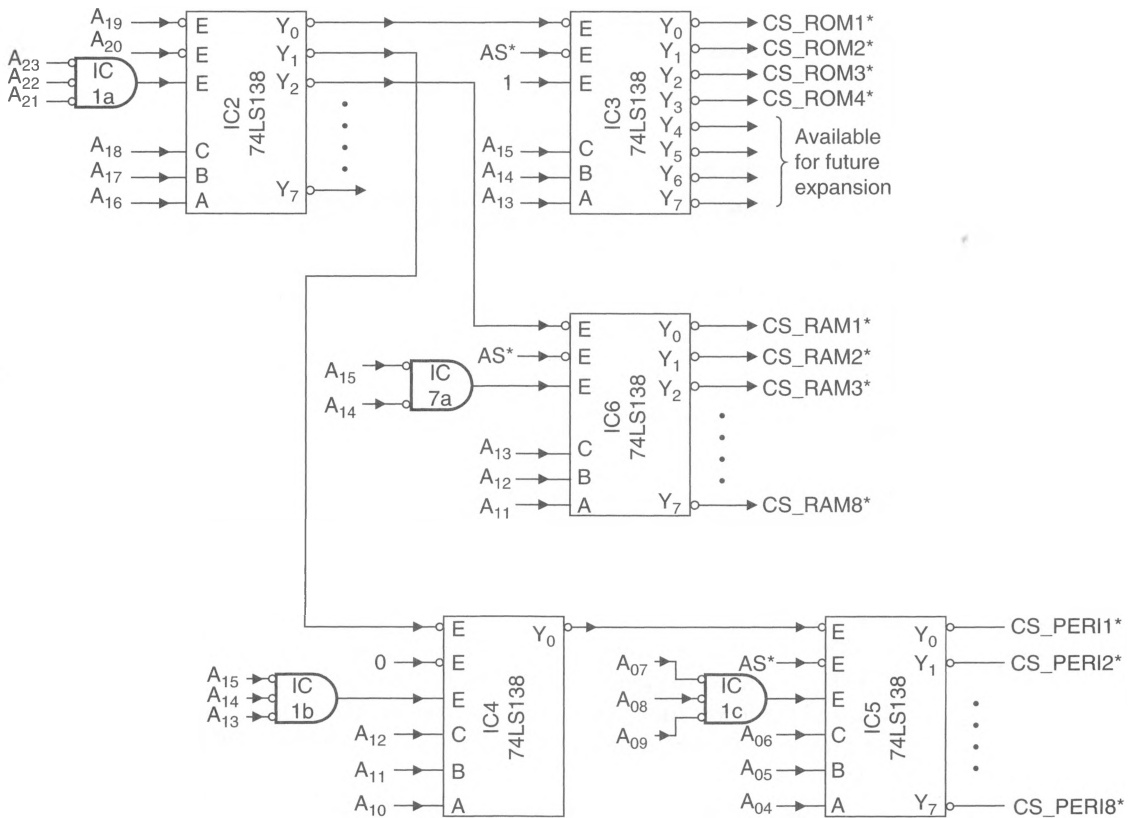 A19 E Y0
A20 E Y1
A23 A22 A21 IC 1a E Y2
IC2 74LS138
A18 C
A17 B
A16 A Y7
E Y0 CS_ROM1*
AS* E Y1 CS_ROM2*
1 E Y2 CS_ROM3*
Y3 CS_ROM4*
IC3 74LS138
Y4
A15 C Y5
A14 B Y6
A13 A Y7
Available
for future
expansion
E Y0 CS_RAM1*
AS* E Y1 CS_RAM2*
A15 A14 IC 7a E Y2 CS_RAM3*
IC6 74LS138
A13 C
A12 B
A11 A Y7 CS_RAM8*
E Y0
0 E
A15 A14 A13 IC 1b E
IC4 74LS138
A12 C
A11 B
A10 A
E Y0 CS_PERI1*
AS* E Y1 CS_PERI2*
A07 A08 A09 IC 1c E
IC5 74LS138
A06 C
A05 B
A04 A Y7 CS_PERI8*